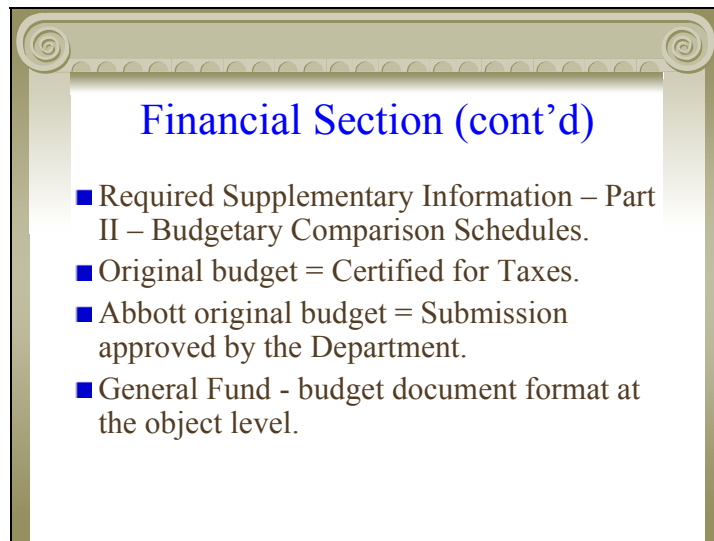 Financial Section (cont’d)
■ Required Supplementary Information – Part
II – Budgetary Comparison Schedules.
■ Original budget = Certified for Taxes.
■ Abbott original budget = Submission
approved by the Department.
■ General Fund - budget document format at
the object level.